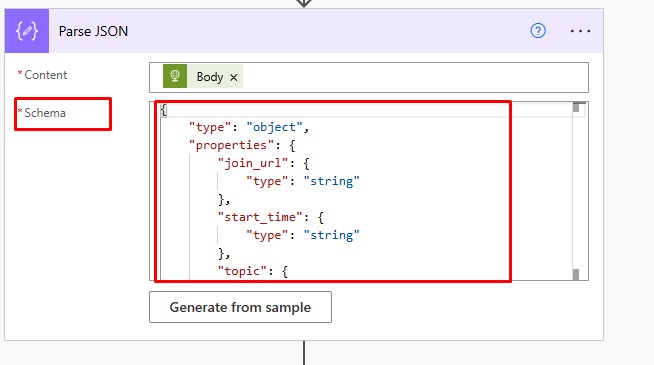 Parse JSON
* Content
Body ×
* Schema
{
"type": "object",
"properties": {
"join_url": {
"type": "string"
},
"start_time": {
"type": "string"
},
"topic": {
Generate from sample